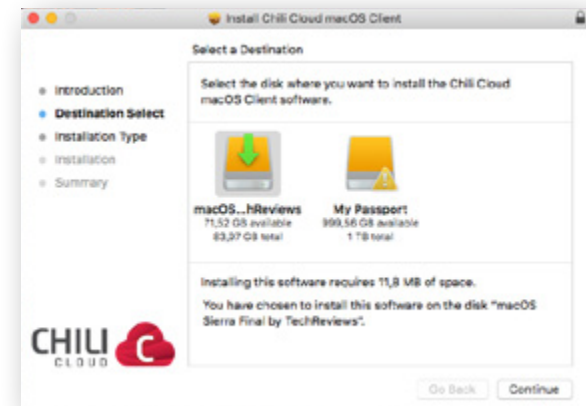 Install Chili Cloud macOS Client
Select a Destination
Introduction
Destination Select
Installation Type
Installation
Summary
Select the disk where you want to install the Chili Cloud
macOS Client software.
macOS...hReviews
71,52 GB available
83,97 GB total
My Passport
999,56 GB available
1 TB total
Installing this software requires 11,8 MB of space.
You have chosen to install this software on the disk “macOS
Sierra Final by TechReviews”.
CHILI
CLOUD
C
Go Back
Continue